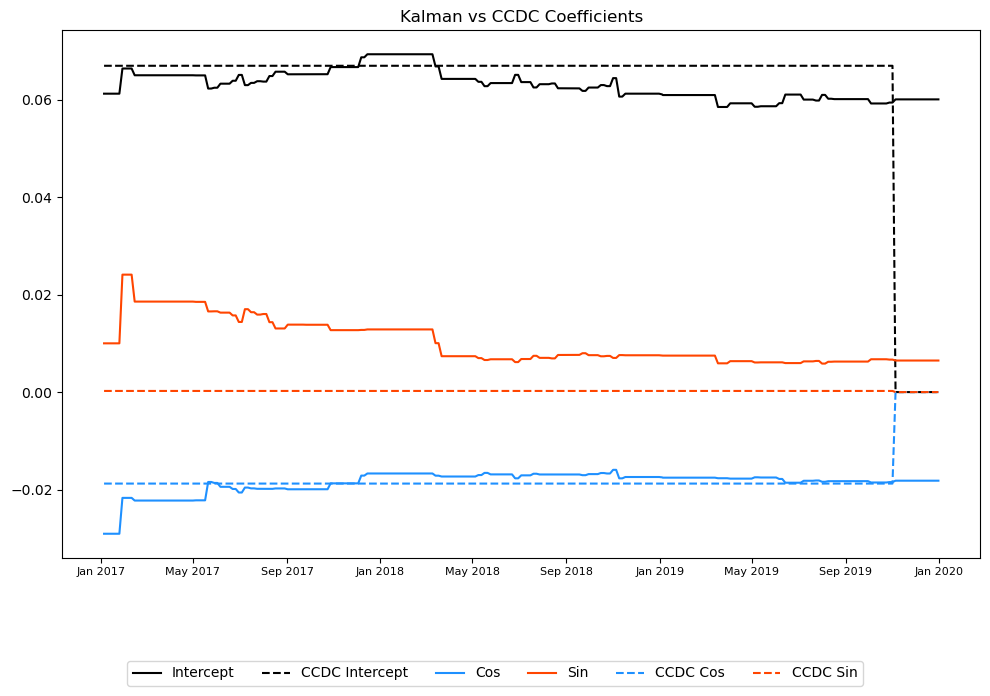 Kalman vs CCDC Coefficients
0.06
0.04
0.02
0.00
−0.02
Jan 2017 May 2017 Sep 2017 Jan 2018 May 2018 Sep 2018 Jan 2019 May 2019 Sep 2019 Jan 2020
Intercept CCDC Intercept Cos Sin CCDC Cos CCDC Sin